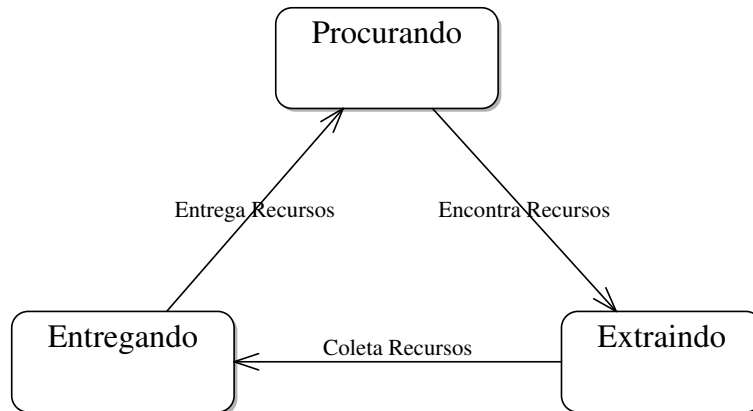 Procurando
Entrega Recursos
Encontra Recursos
Entregando
Coleta Recursos
Extraindo